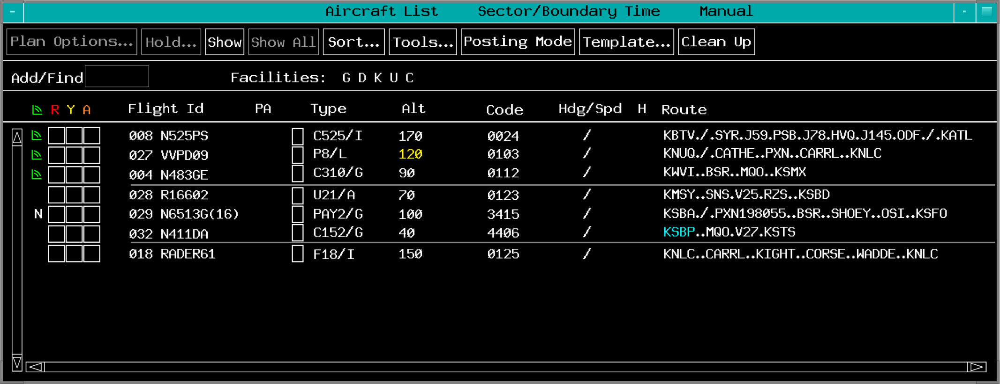 Aircraft List Sector/Boundary Time Manual
Plan Options... Hold... Show Show All Sort... Tools... Posting Mode Template... Clean Up
Add/Find Facilities: G D K U C
R Y A Flight Id PA Type Alt Code Hdg/Spd H Route
008 N525PS C525/I 170 0024 / KBTV./.SYR.J59.PSB.J78.HVQ.J145.ODF./.KATL
027 VVPD09 P8/L 120 0103 / KNUQ./.CATHE..PXN..CARRL..KNLC
004 N483GE C310/G 90 0112 / KWVI..BSR..MQO..KSMX
028 R16602 U21/A 70 0123 / KMSY..SNS.V25.RZS..KSBD
N 029 N6513G(16) PAY2/G 100 3415 / KSBA./.PXN198055..BSR..SHOEY..OSI..KSFO
032 N411DA C152/G 40 4406 / KSBP..MQO.V27.KSTS
018 RADER61 F18/I 150 0125 / KNLC..CARRL..KIGHT..CORSE..WADDE..KNLC